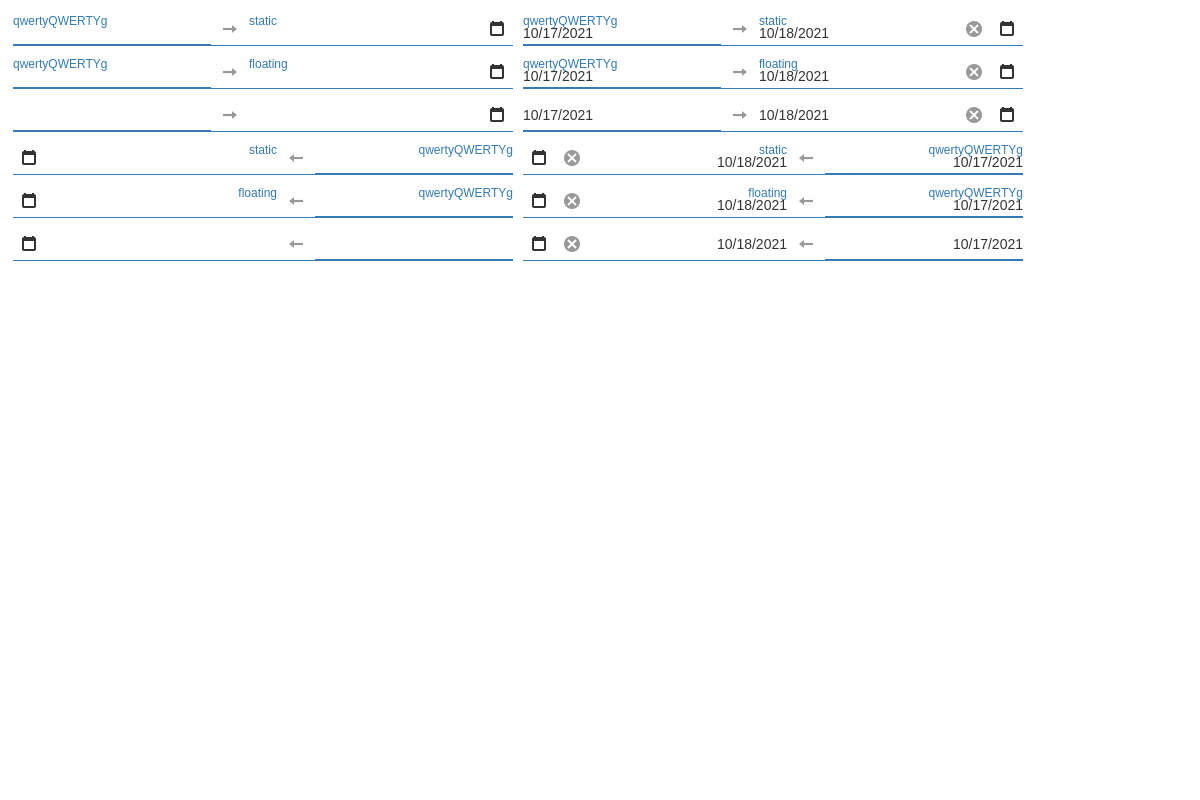 qwertyQWERTYg static qwertyQWERTYg static
10/17/2021 10/18/2021
qwertyQWERTYg floating qwertyQWERTYg floating
10/17/2021 10/18/2021
10/17/2021 10/18/2021
static qwertyQWERTYg static qwertyQWERTYg
10/18/2021 10/17/2021
floating qwertyQWERTYg floating qwertyQWERTYg
10/18/2021 10/17/2021
10/18/2021 10/17/2021